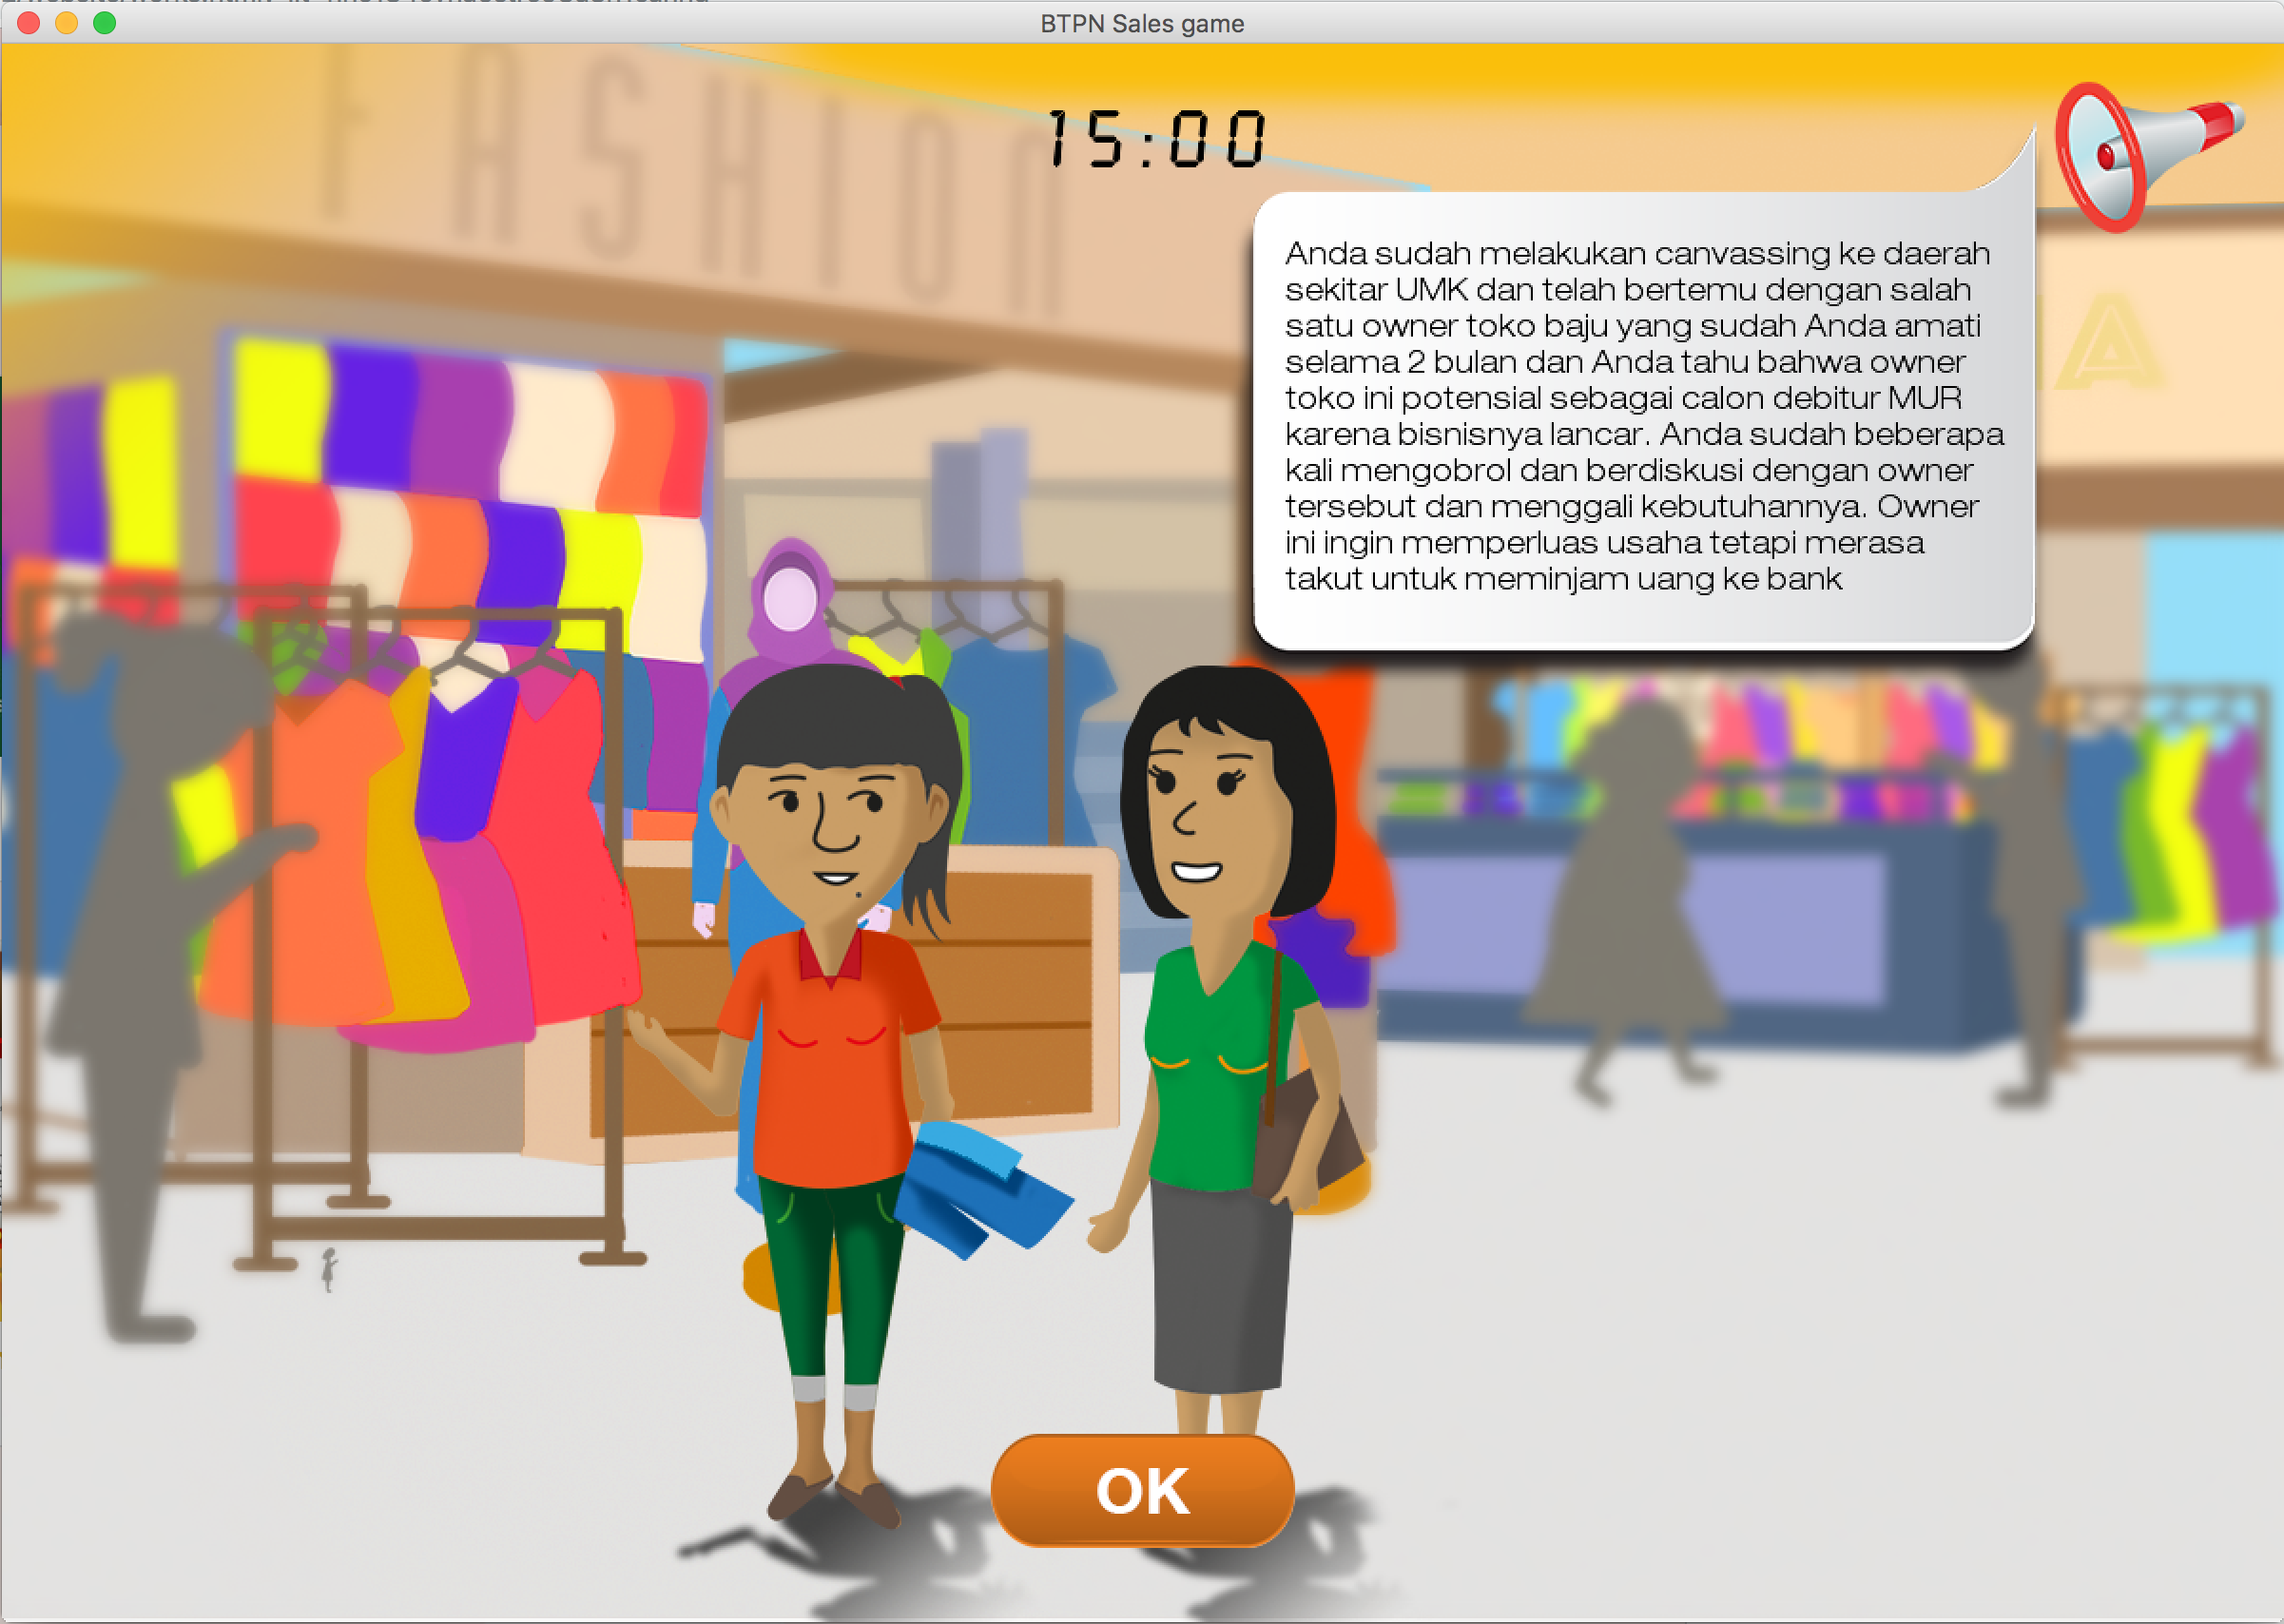 BTPN Sales game
FASHION
15:00
Anda sudah melakukan canvassing ke daerah
sekitar UMK dan telah bertemu dengan salah
satu owner toko baju yang sudah Anda amati
selama 2 bulan dan Anda tahu bahwa owner
toko ini potensial sebagai calon debitur MUR
karena bisnisnya lancar. Anda sudah beberapa
kali mengobrol dan berdiskusi dengan owner
tersebut dan menggali kebutuhannya. Owner
ini ingin memperluas usaha tetapi merasa
takut untuk meminjam uang ke bank
A
OK